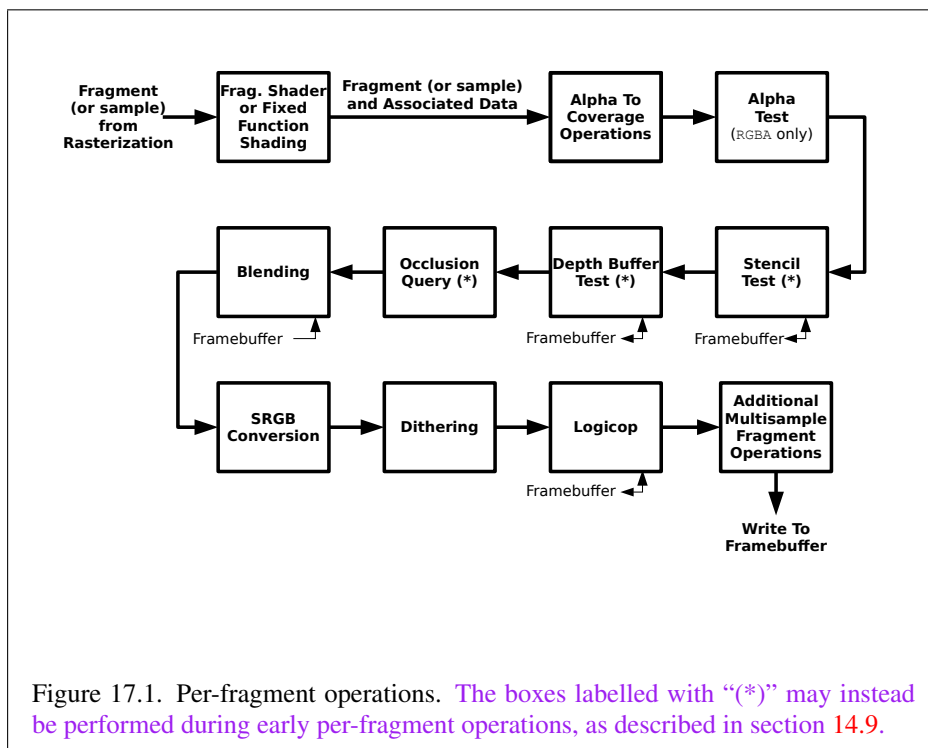 Fragment
(or sample)
from
Rasterization
Frag. Shader
or Fixed
Function
Shading
Fragment (or sample)
and Associated Data
Alpha To
Coverage
Operations
Alpha
Test
(RGBA only)
Blending
Occlusion
Query (*)
Depth Buffer
Test (*)
Stencil
Test (*)
Framebuffer
Framebuffer
Framebuffer
SRGB
Conversion
Dithering
Logicop
Additional
Multisample
Fragment
Operations
Framebuffer
Write To
Framebuffer
Figure 17.1. Per-fragment operations. The boxes labelled with “(*)” may instead
be performed during early per-fragment operations, as described in section 14.9.